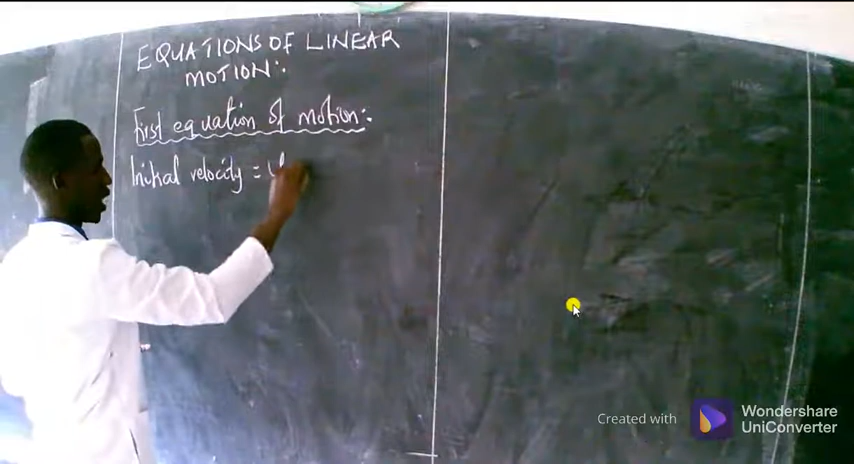 EQUATIONS OF LINEAR
MOTION:.
First equation of motion:.
Initial velocity = u
Created with
Wondershare
UniConverter